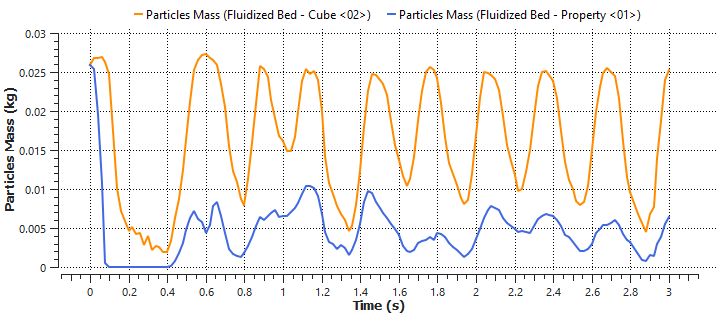 Particles Mass (Fluidized Bed - Cube <02>) Particles Mass (Fluidized Bed - Property <01>)
0.03
0.025
0.02
0.015
0.01
0.005
0
Particles Mass (kg)
0 0.2 0.4 0.6 0.8 1 1.2 1.4 1.6 1.8 2 2.2 2.4 2.6 2.8 3
Time (s)